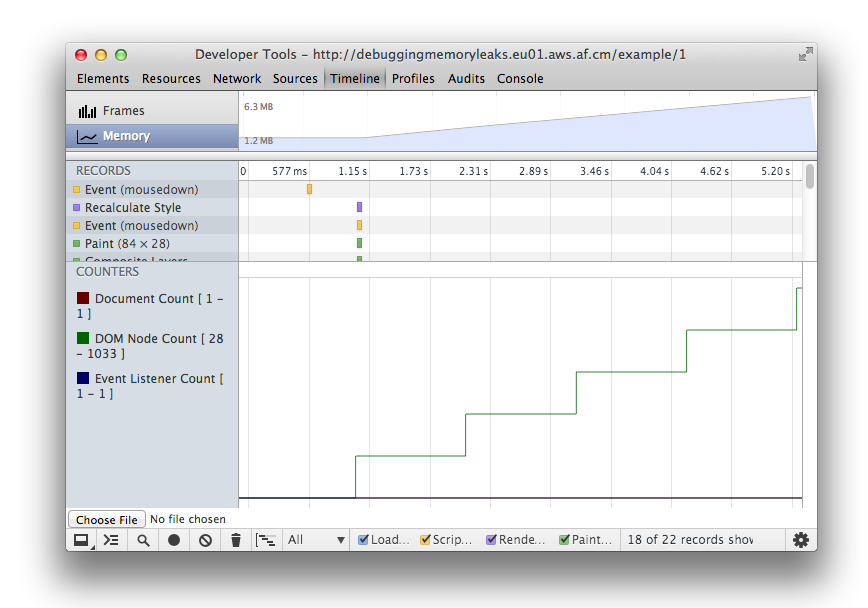 Developer Tools – http://debuggingmemoryleaks.eu01.aws.af.cm/example/1
Elements Resources Network Sources Timeline Profiles Audits Console
Frames
Memory
6.3 MB
1.2 MB
RECORDS
0 577 ms 1.15 s 1.73 s 2.31 s 2.89 s 3.46 s 4.04 s 4.62 s 5.20 s
Event (mousedown)
Recalculate Style
Event (mousedown)
Paint (84 × 28)
Composite Layers
COUNTERS
Document Count [ 1 –
1 ]
DOM Node Count [ 28
– 1033 ]
Event Listener Count [
1 – 1 ]
Choose File No file chosen
All Load... Scrip... Rende... Paint... 18 of 22 records show